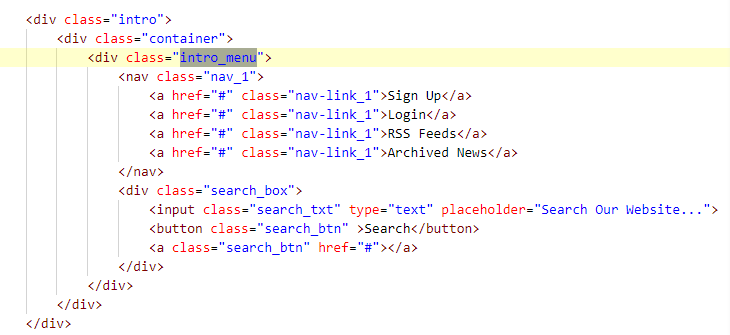 <div class="intro">
    <div class="container">
        <div class="intro_menu">
            <nav class="nav_1">
                <a href="#" class="nav-link_1">Sign Up</a>
                <a href="#" class="nav-link_1">Login</a>
                <a href="#" class="nav-link_1">RSS Feeds</a>
                <a href="#" class="nav-link_1">Archived News</a>
            </nav>
            <div class="search_box">
                <input class="search_txt" type="text" placeholder="Search Our Website...">
                <button class="search_btn" >Search</button>
                <a class="search_btn" href="#"></a>
            </div>
        </div>
    </div>
</div>